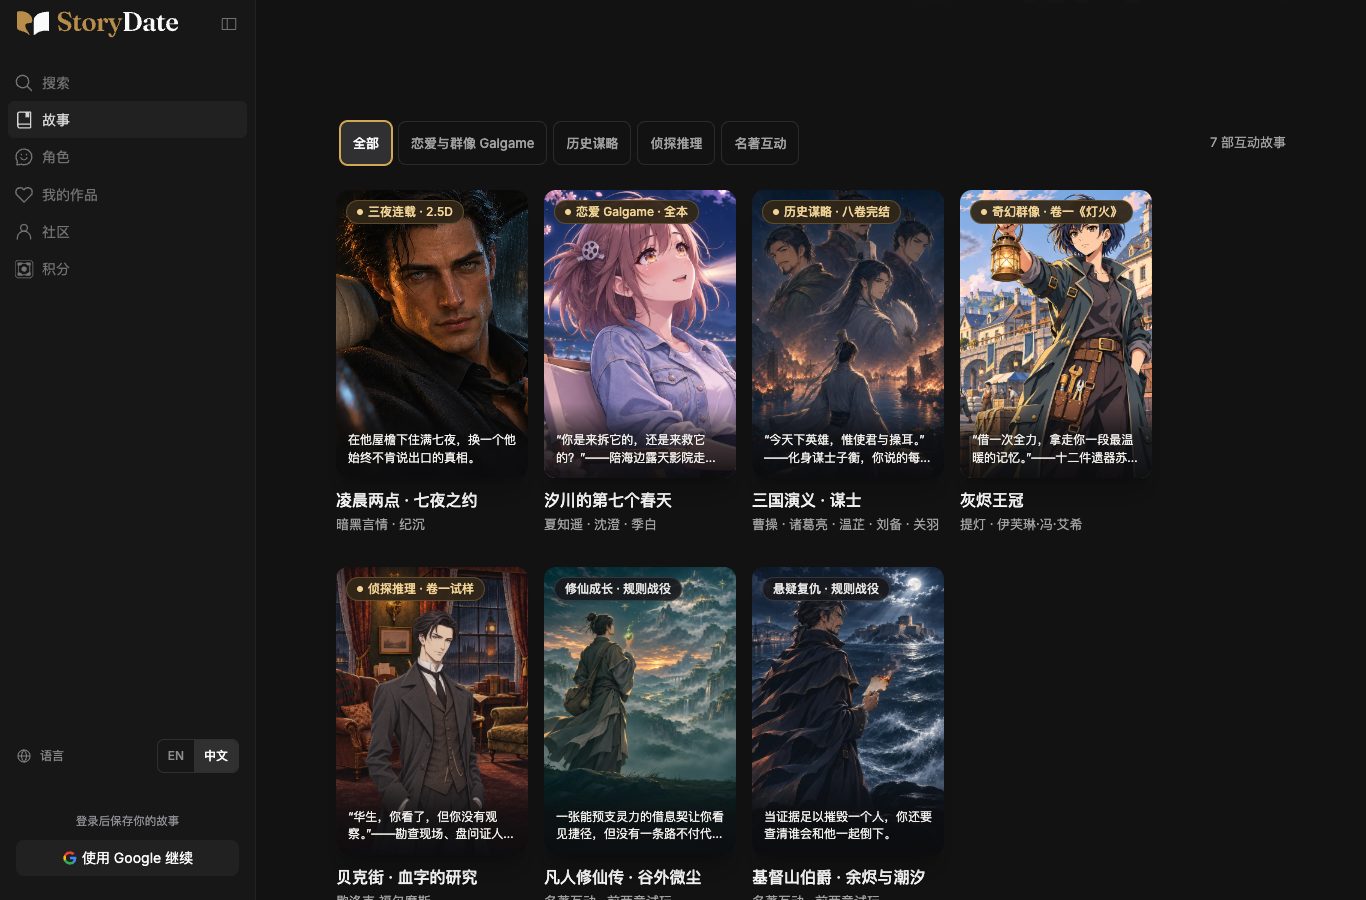 StoryDate
搜索
故事
角色
我的作品
社区
积分
语言
EN
中文
登录后保存你的故事
使用 Google 继续
全部
恋爱与群像 Galgame
历史谋略
侦探推理
名著互动
7 部互动故事
三夜连载 · 2.5D
在他屋檐下住满七夜，换一个他
始终不肯说出口的真相。
凌晨两点 · 七夜之约
暗黑言情 · 纪沉
恋爱 Galgame · 全本
“你是来拆它的，还是来救它
的？”——陪海边露天影院走...
汐川的第七个春天
夏知遥 · 沈澄 · 季白
历史谋略 · 八卷完结
“今天下英雄，惟使君与操耳。”
——化身谋士子衡，你说的每...
三国演义 · 谋士
曹操 · 诸葛亮 · 温芷 · 刘备 · 关羽
奇幻群像 · 卷一《灯火》
“借一次全力，拿走你一段最温
暖的记忆。”——十二件遗器苏...
灰烬王冠
提灯 · 伊芙琳·冯·艾希
侦探推理 · 卷一试样
“华生，你看了，但你没有观
察。”——勘查现场、盘问证人...
贝克街 · 血字的研究
修仙成长 · 规则战役
一张能预支灵力的借息契让你看
见捷径，但没有一条路不付代...
凡人修仙传 · 谷外微尘
悬疑复仇 · 规则战役
当证据足以摧毁一个人，你还要
查清谁会和他一起倒下。
基督山伯爵 · 余烬与潮汐